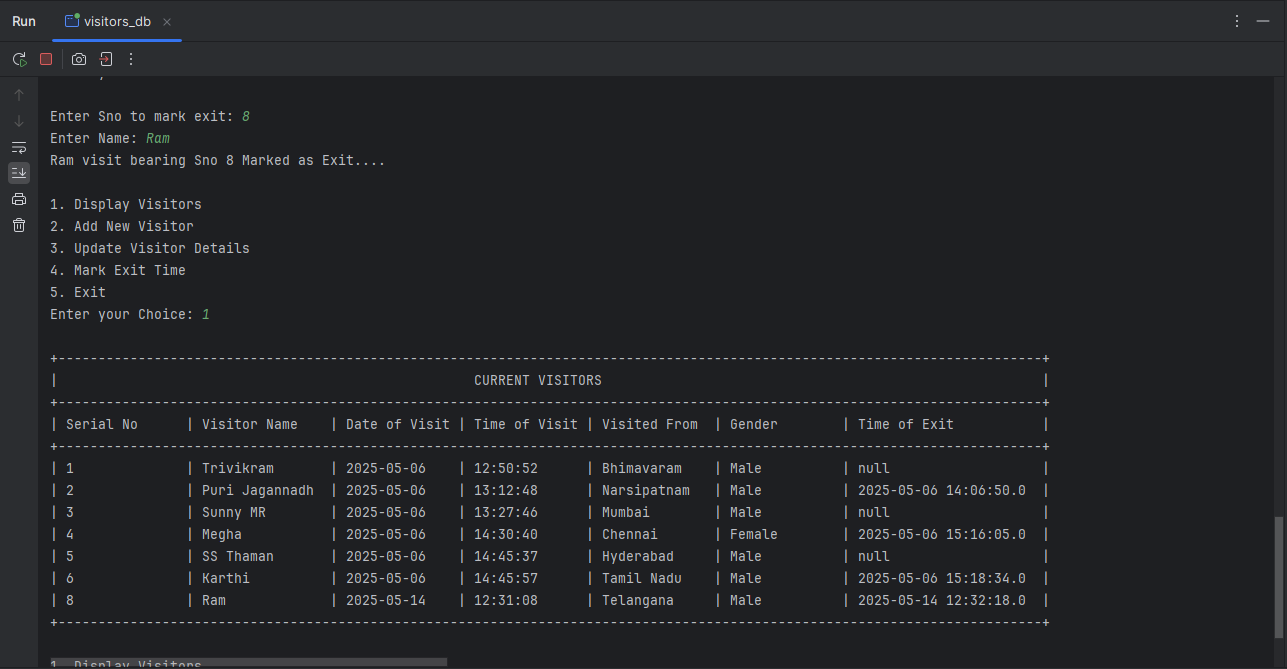 Run visitors_db
Enter Sno to mark exit: 8
Enter Name: Ram
Ram visit bearing Sno 8 Marked as Exit....
1. Display Visitors
2. Add New Visitor
3. Update Visitor Details
4. Mark Exit Time
5. Exit
Enter your Choice: 1
+---------------------------------------------------------------------------------------------------------------------------+
| CURRENT VISITORS |
+---------------------------------------------------------------------------------------------------------------------------+
| Serial No | Visitor Name | Date of Visit | Time of Visit | Visited From | Gender | Time of Exit |
+---------------------------------------------------------------------------------------------------------------------------+
| 1 | Trivikram | 2025-05-06 | 12:50:52 | Bhimavaram | Male | null |
| 2 | Puri Jagannadh | 2025-05-06 | 13:12:48 | Narsipatnam | Male | 2025-05-06 14:06:50.0 |
| 3 | Sunny MR | 2025-05-06 | 13:27:46 | Mumbai | Male | null |
| 4 | Megha | 2025-05-06 | 14:30:40 | Chennai | Female | 2025-05-06 15:16:05.0 |
| 5 | SS Thaman | 2025-05-06 | 14:45:37 | Hyderabad | Male | null |
| 6 | Karthi | 2025-05-06 | 14:45:57 | Tamil Nadu | Male | 2025-05-06 15:18:34.0 |
| 8 | Ram | 2025-05-14 | 12:31:08 | Telangana | Male | 2025-05-14 12:32:18.0 |
+---------------------------------------------------------------------------------------------------------------------------+
1. Display Visitors